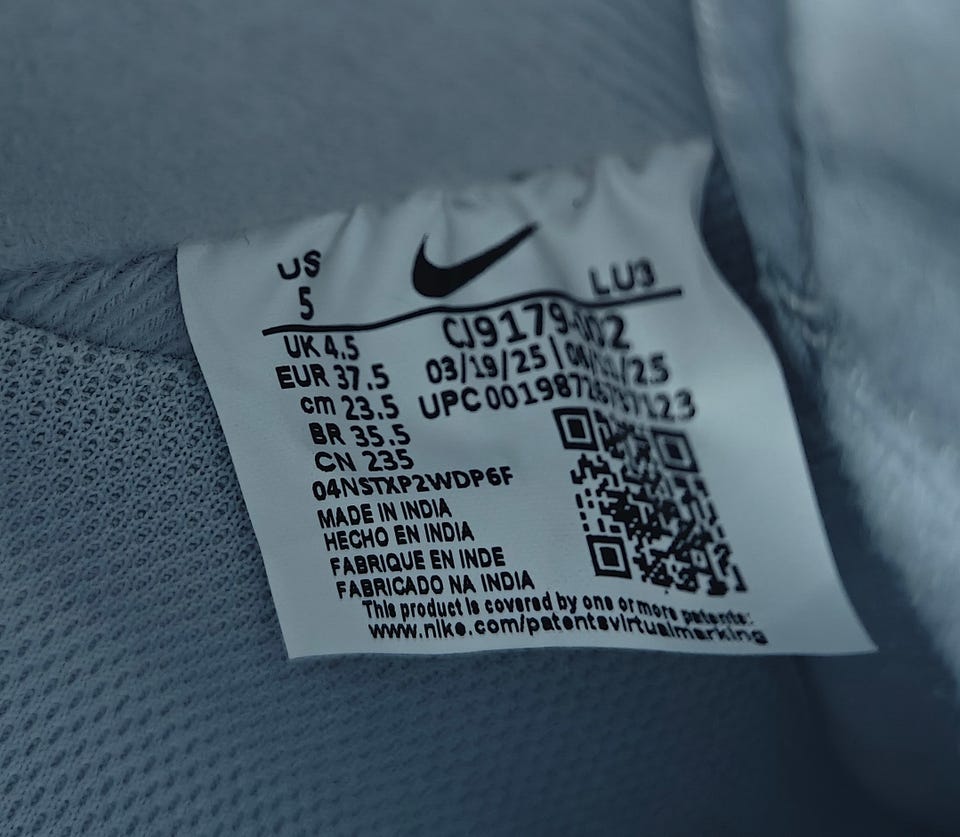 US
5
LU3
UK 4.5
EUR 37.5
cm 23.5
BR 35.5
CN 235
CJ9179-002
03/19/25 |
UPC
04NSTXP2WDP6F
MADE IN INDIA
HECHO EN INDIA
FABRIQUE EN INDE
FABRICADO NA INDIA
This product is covered by one or more patents:
www.nike.com/patentsvirtualmarking